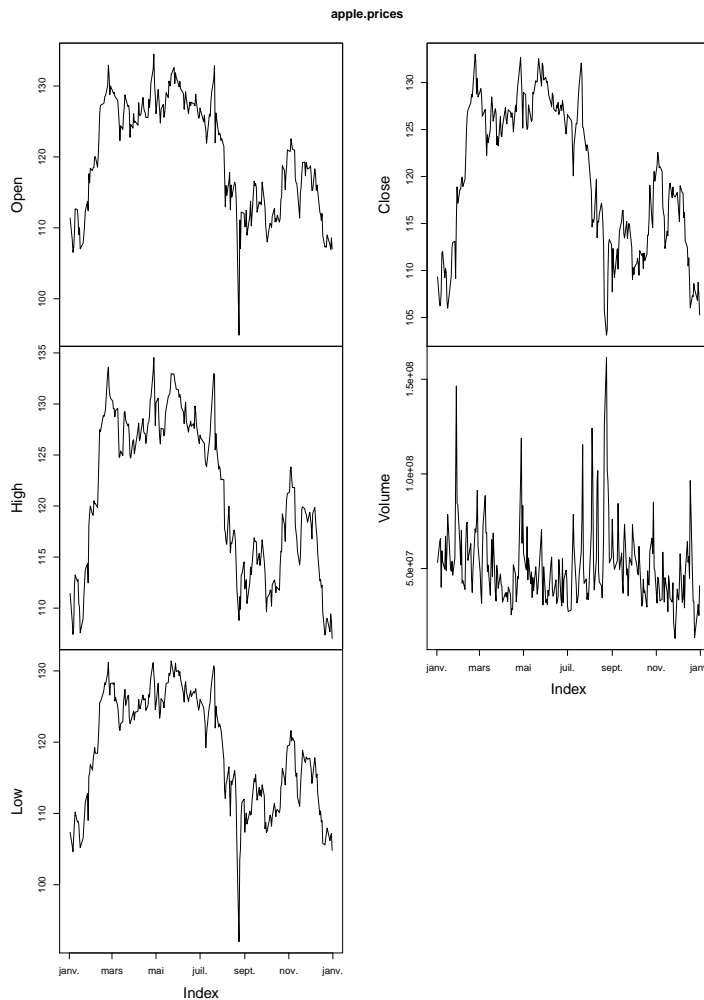 apple.prices
Open
100 110 120 130
High
110 115 120 125 130 135
Low
100 110 120 130
janv. mars mai juil. sept. nov. janv.
Index
Close
105 110 115 120 125 130
Volume
5.0e+07 1.0e+08 1.5e+08
janv. mars mai juil. sept. nov. janv
Index